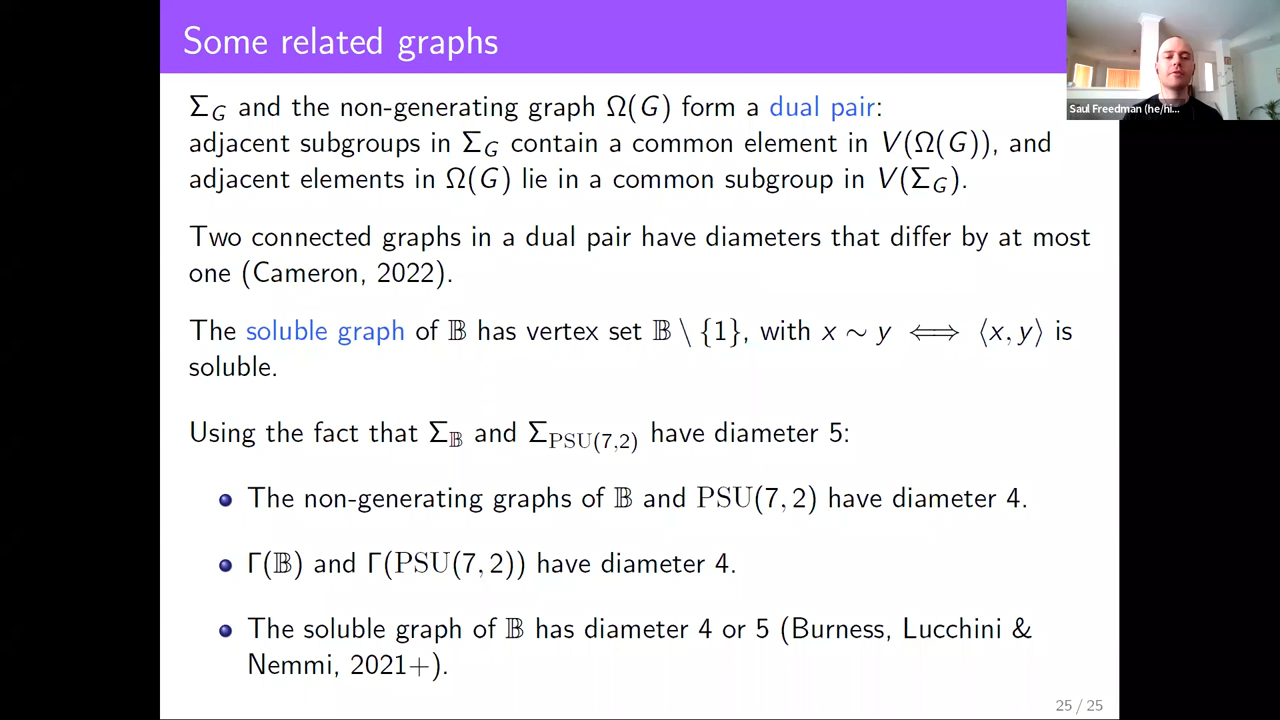 Some related graphs
Saul Freedman (he/hi...
Σ_G and the non-generating graph Ω(G) form a dual pair:
adjacent subgroups in Σ_G contain a common element in V(Ω(G)), and
adjacent elements in Ω(G) lie in a common subgroup in V(Σ_G).
Two connected graphs in a dual pair have diameters that differ by at most
one (Cameron, 2022).
The soluble graph of 𝔹 has vertex set 𝔹 \ {1}, with x ∼ y ⟺ ⟨x, y⟩ is
soluble.
Using the fact that Σ_𝔹 and Σ_PSU(7,2) have diameter 5:
The non-generating graphs of 𝔹 and PSU(7, 2) have diameter 4.
Γ(𝔹) and Γ(PSU(7, 2)) have diameter 4.
The soluble graph of 𝔹 has diameter 4 or 5 (Burness, Lucchini &
Nemmi, 2021+).
25 / 25